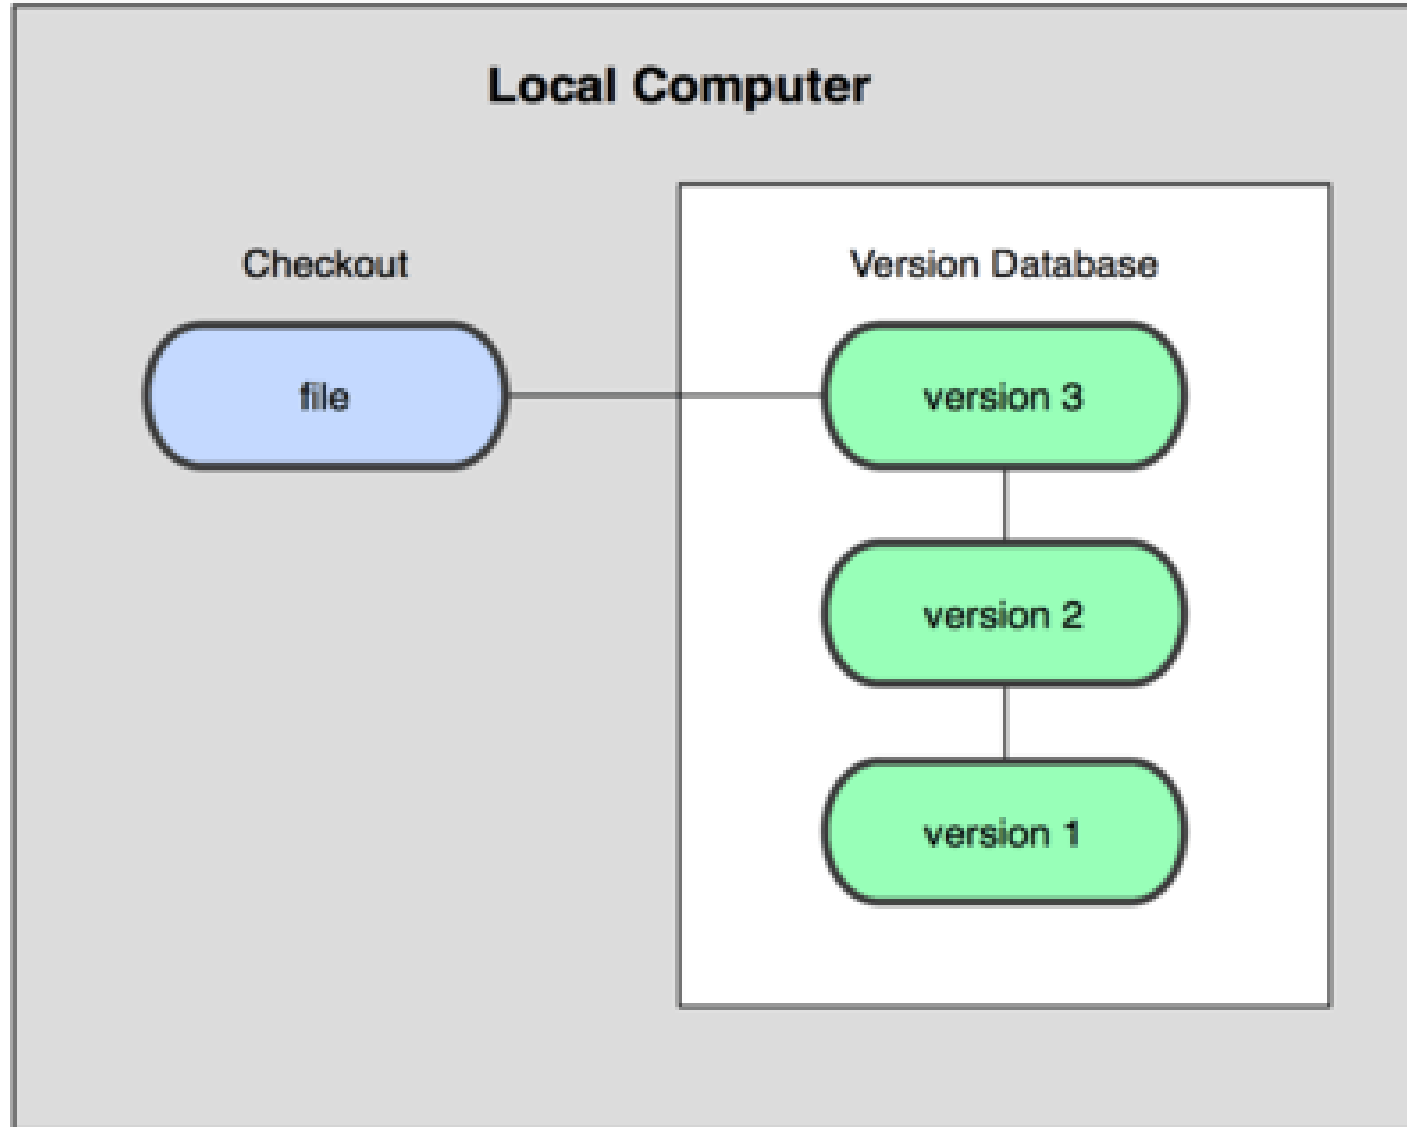 Local Computer
Checkout
Version Database
file
version 3
version 2
version 1